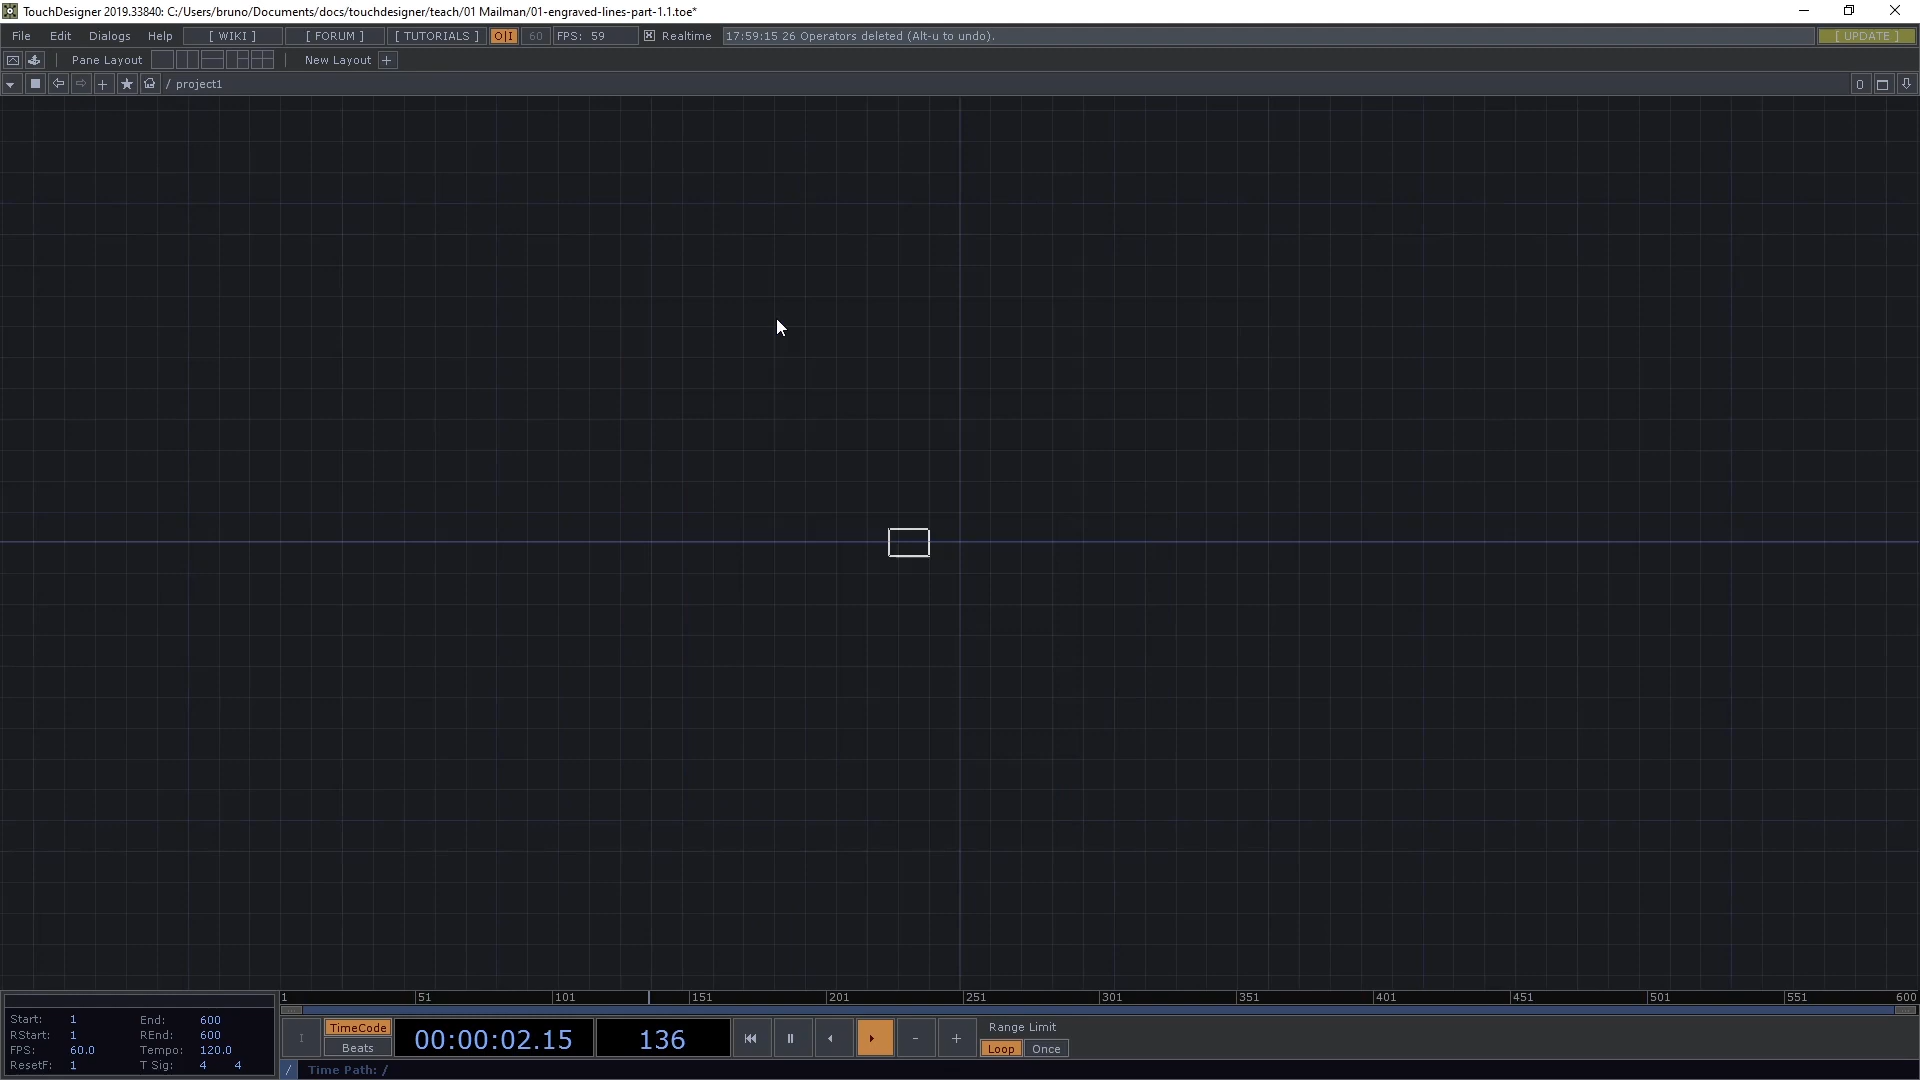 TouchDesigner 2019.33840: C:/Users/bruno/Documents/docs/touchdesigner/teach/01 Mailman/01-engraved-lines-part-1.1.toe*
File Edit Dialogs Help [ WIKI ] [ FORUM ] [ TUTORIALS ] O|I 60 FPS: 59 Realtime 17:59:15 26 Operators deleted (Alt-u to undo). [ UPDATE ]
Pane Layout New Layout +
/ project1 0
1 51 101 151 201 251 301 351 401 451 501 551 600
Start: 1 End: 600
RStart: 1 REnd: 600
FPS: 60.0 Tempo: 120.0
ResetF: 1 T Sig: 4 4
I TimeCode 00:00:02.15 136 - + Range Limit
Beats Loop Once
/ Time Path: /